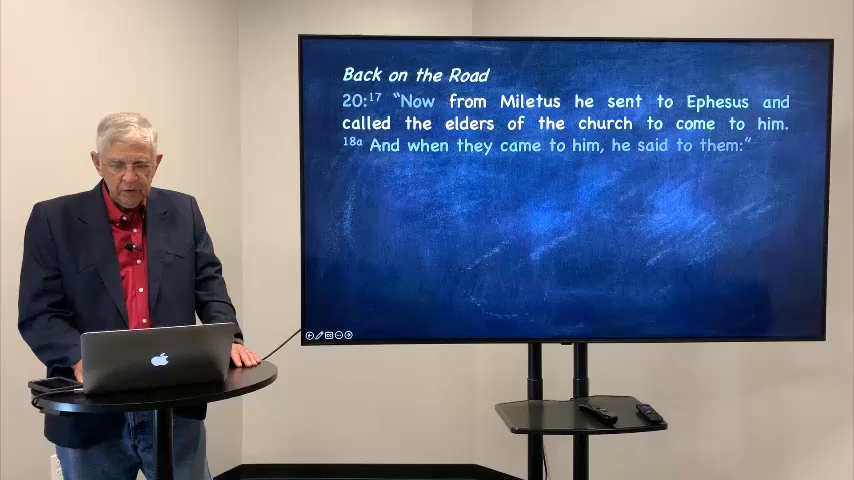 Back on the Road
20:17 “Now from Miletus he sent to Ephesus and
called the elders of the church to come to him.
18a And when they came to him, he said to them:”